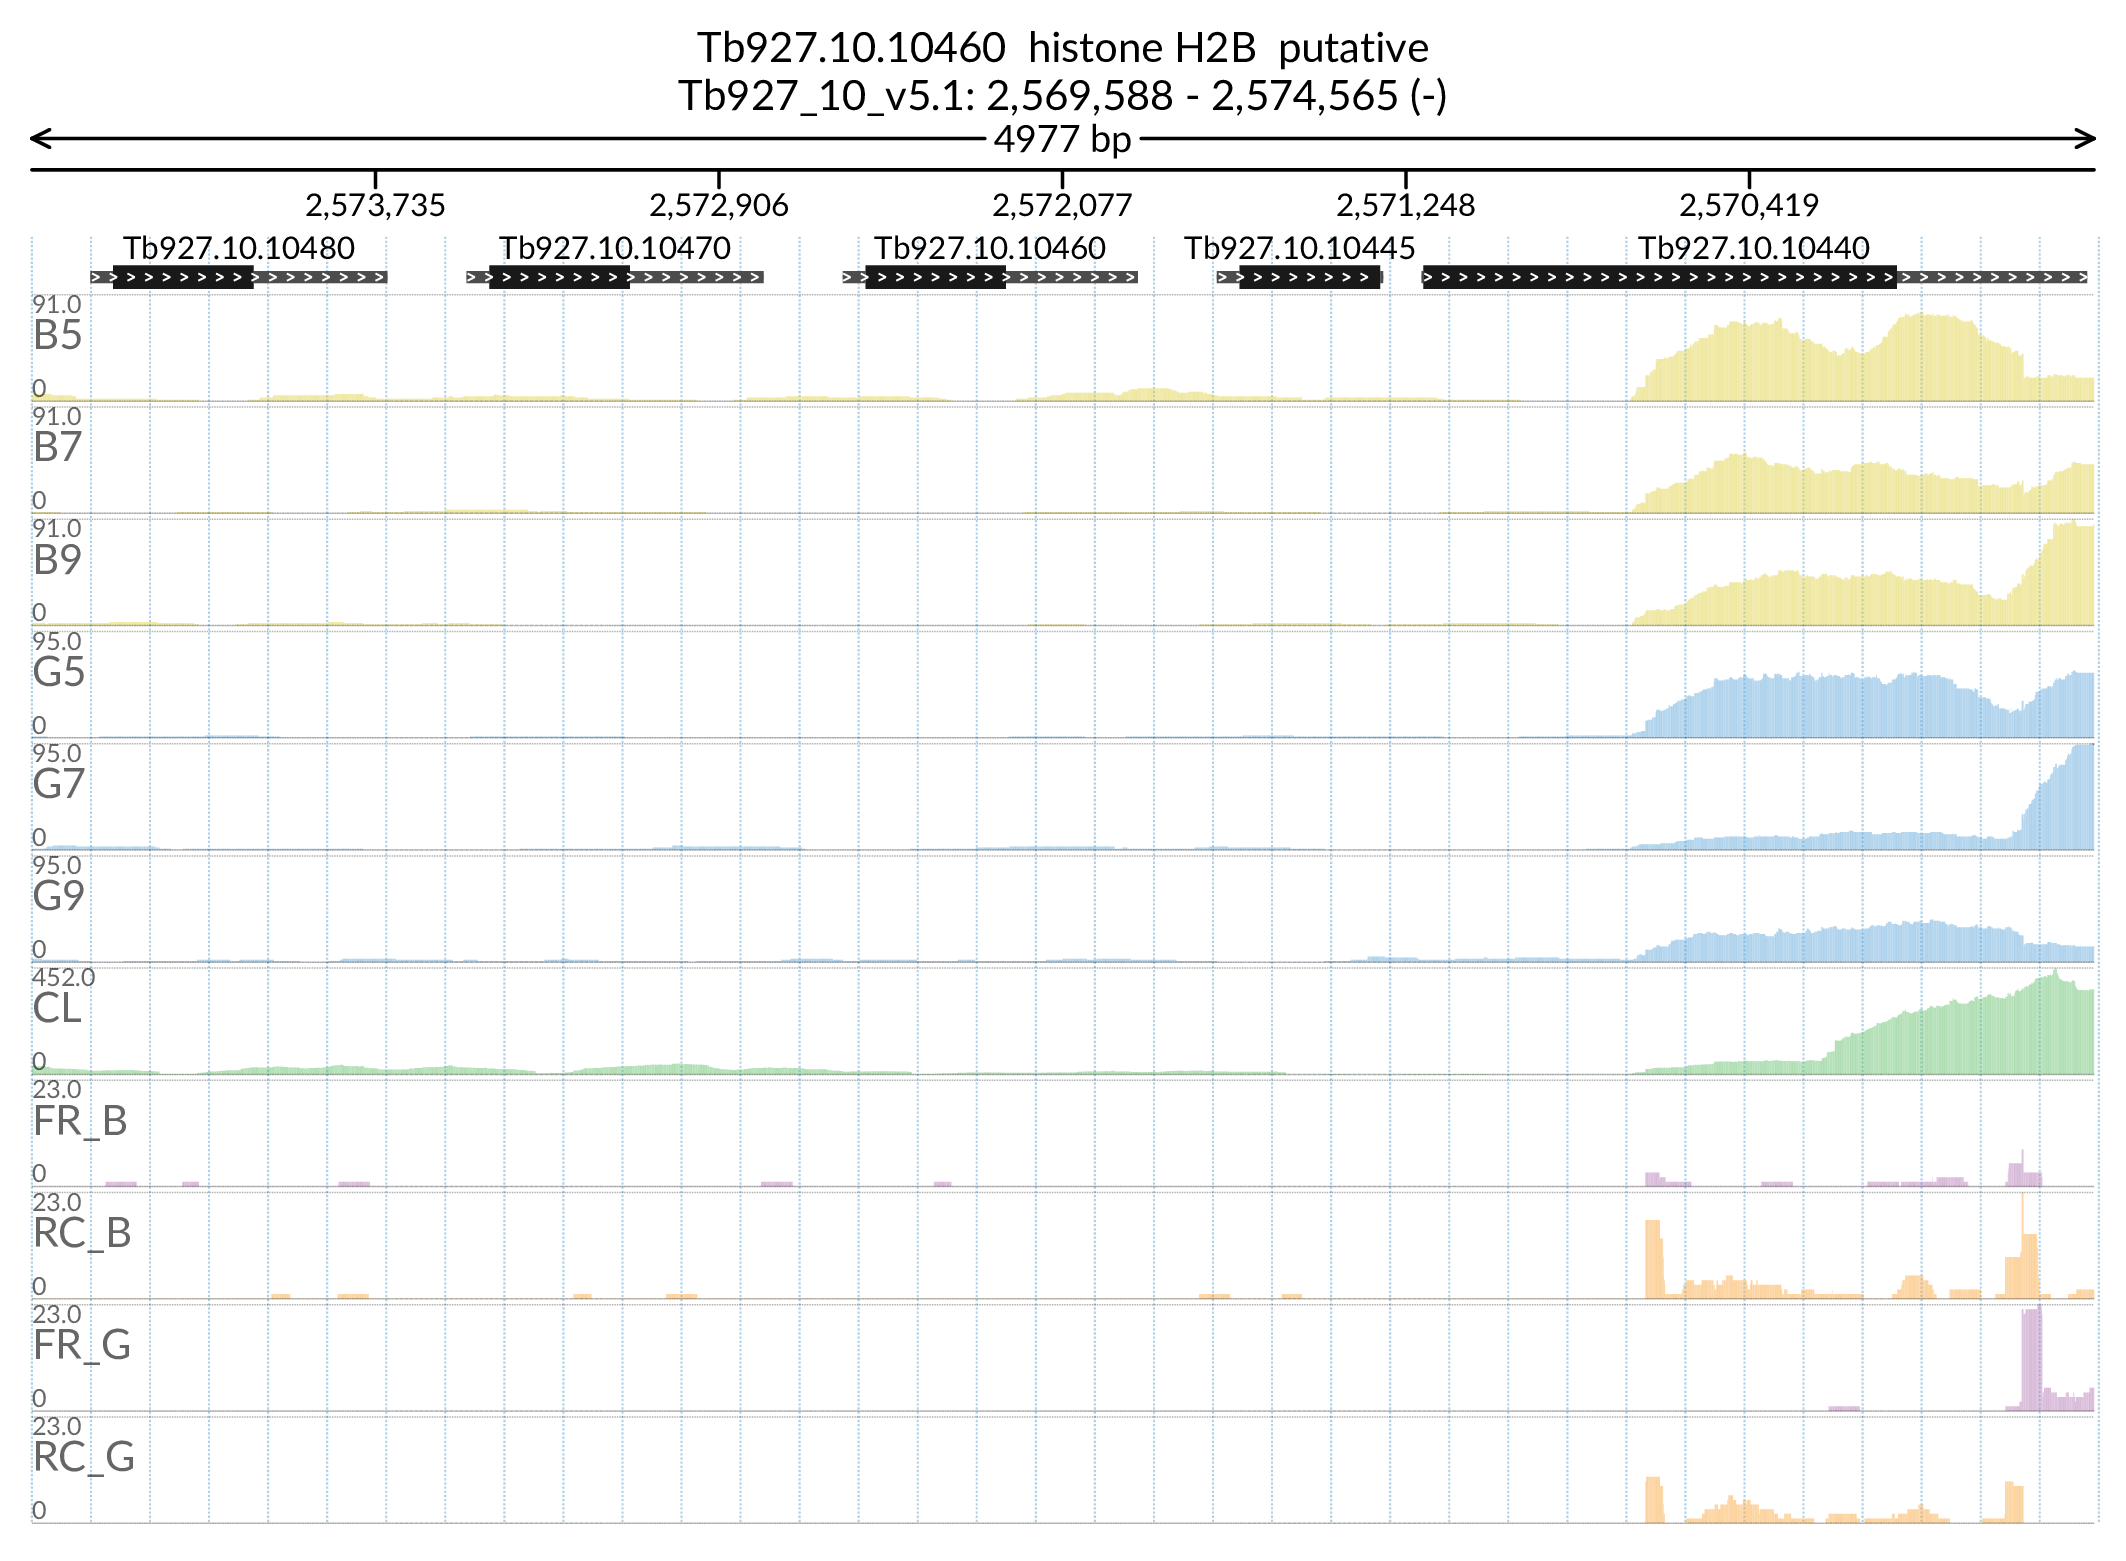 Tb927.10.10460 histone H2B putative
Tb927_10_v5.1: 2,569,588 - 2,574,565 (-)
4977 bp
2,573,735 2,572,906 2,572,077 2,571,248 2,570,419
Tb927.10.10480 Tb927.10.10470 Tb927.10.10460 Tb927.10.10445 Tb927.10.10440
91.0
B5
0
91.0
B7
0
91.0
B9
0
95.0
G5
0
95.0
G7
0
95.0
G9
0
452.0
CL
0
23.0
FR_B
0
23.0
RC_B
0
23.0
FR_G
0
23.0
RC_G
0